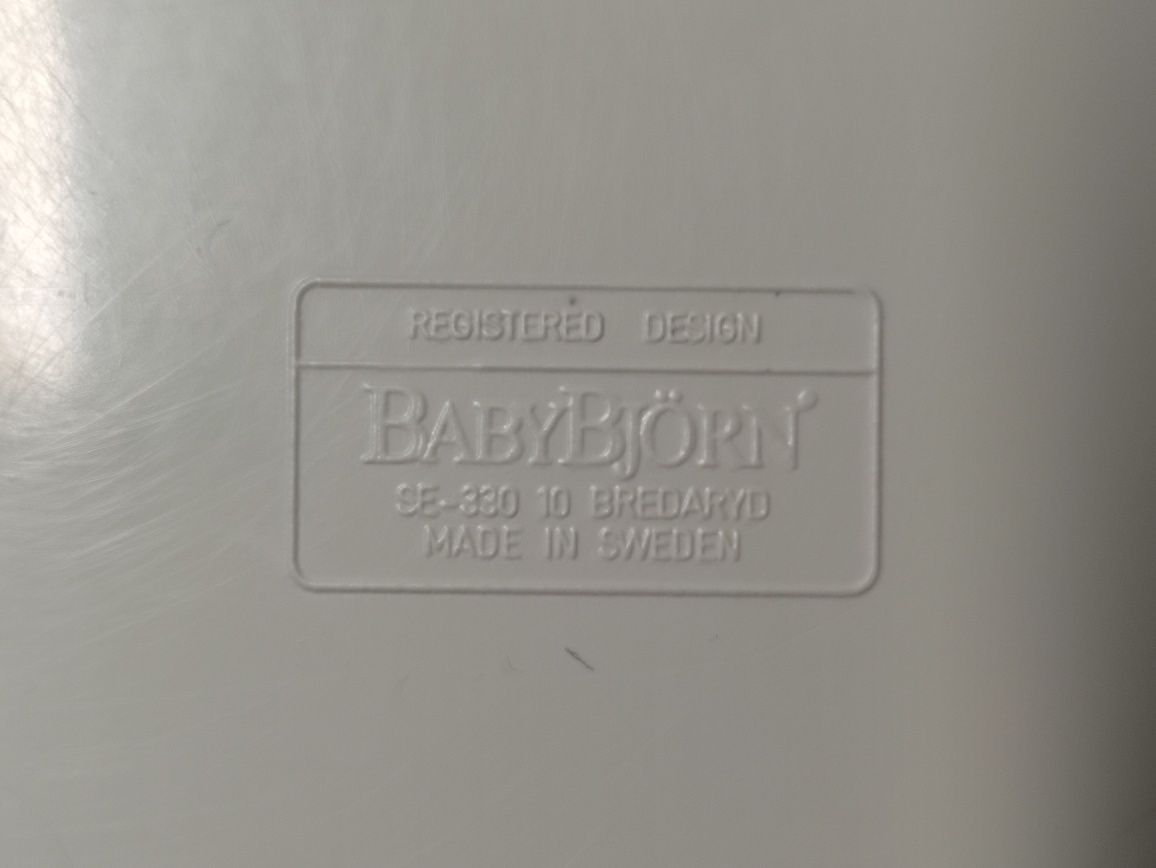 REGISTERED DESIGN
BABYBJÖRN®
SE-330 10 BREDARYD
MADE IN SWEDEN